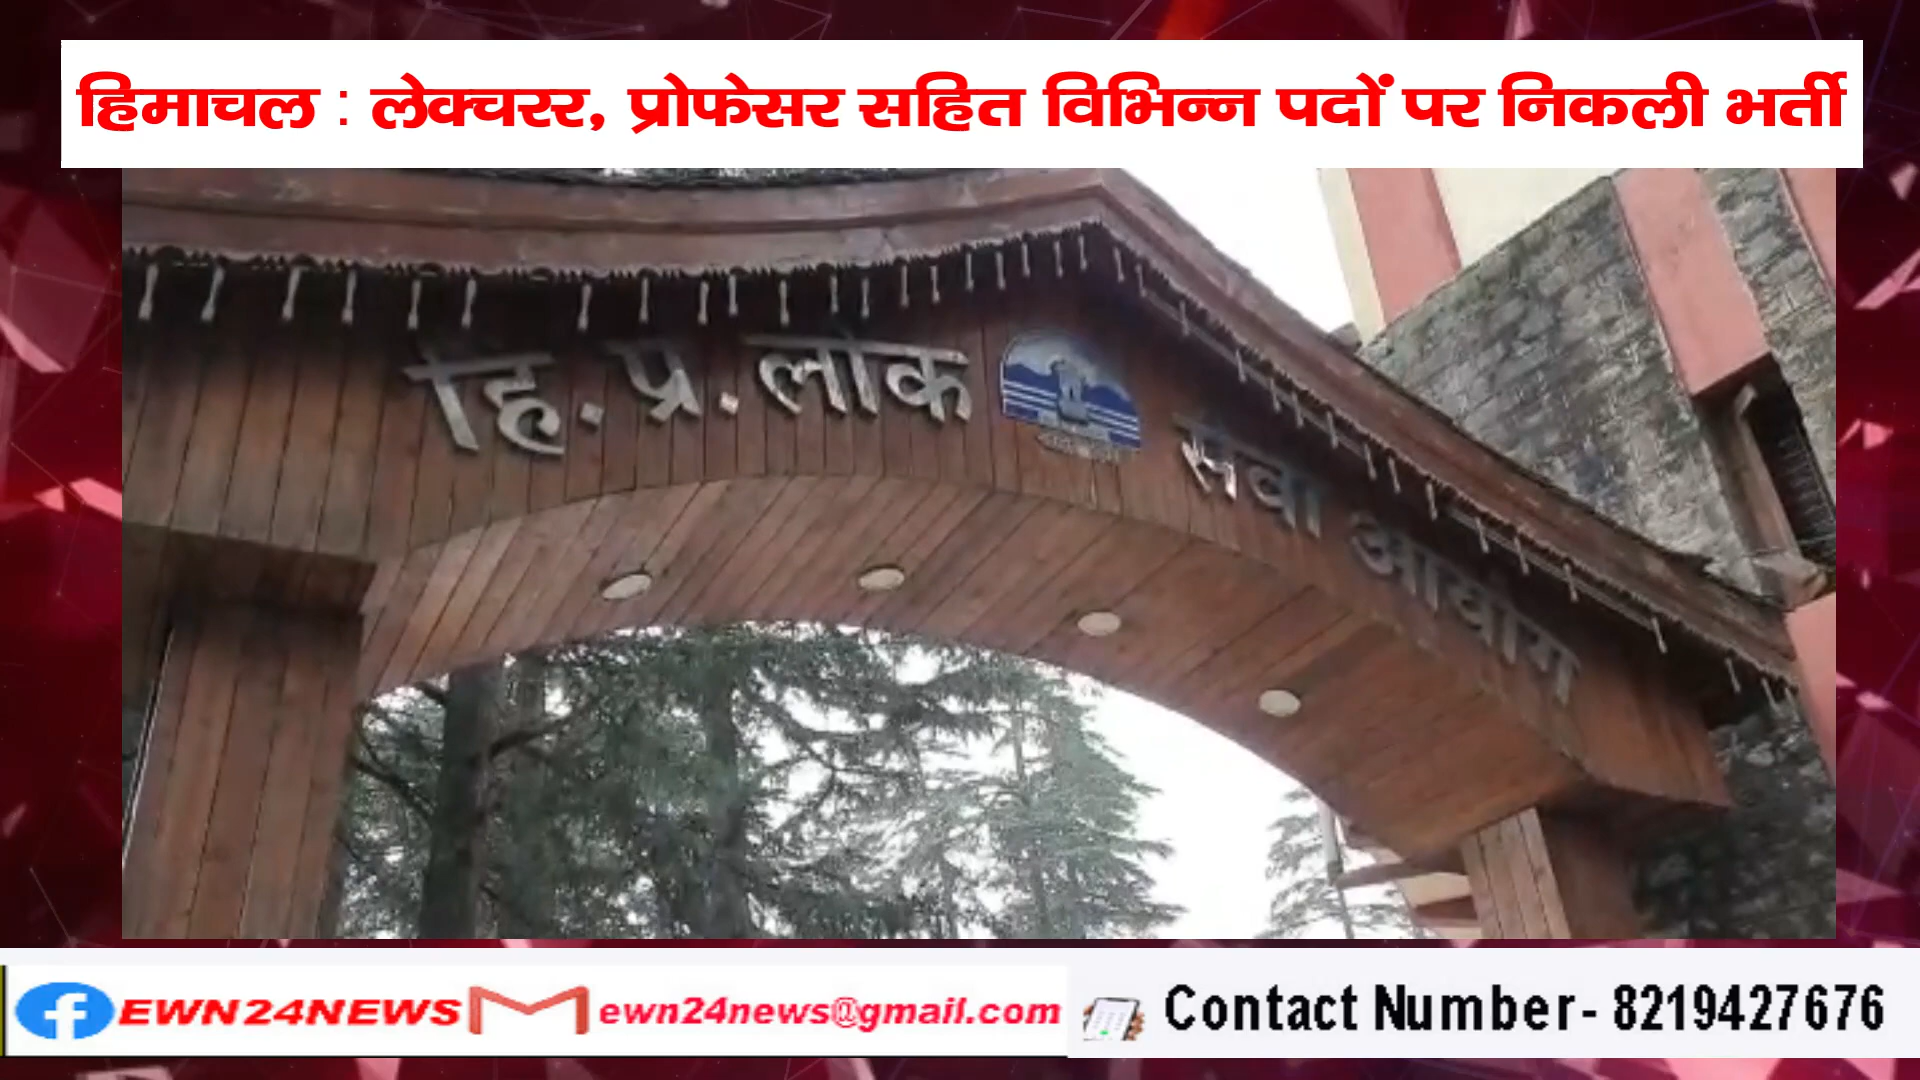 हिमाचल : लेक्चरर, प्रोफेसर सहित विभिन्न पदों पर निकली भर्ती
हि. प्र. लोक सेवा आयोग
EWN24NEWS ewn24news@gmail.com Contact Number- 8219427676